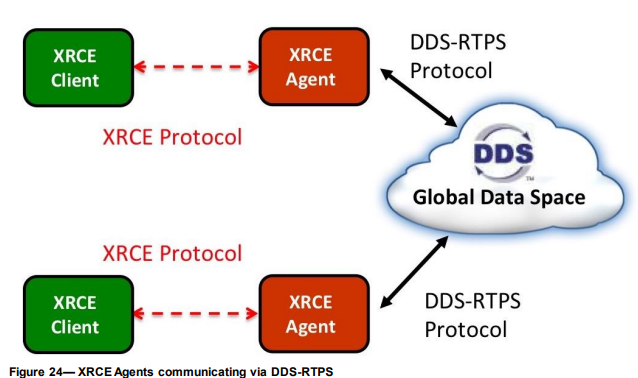 XRCE
Client
XRCE
Agent
DDS-RTPS
Protocol
XRCE Protocol
DDS
TM
Global Data Space
XRCE Protocol
XRCE
Client
XRCE
Agent
DDS-RTPS
Protocol
Figure 24— XRCE Agents communicating via DDS-RTPS